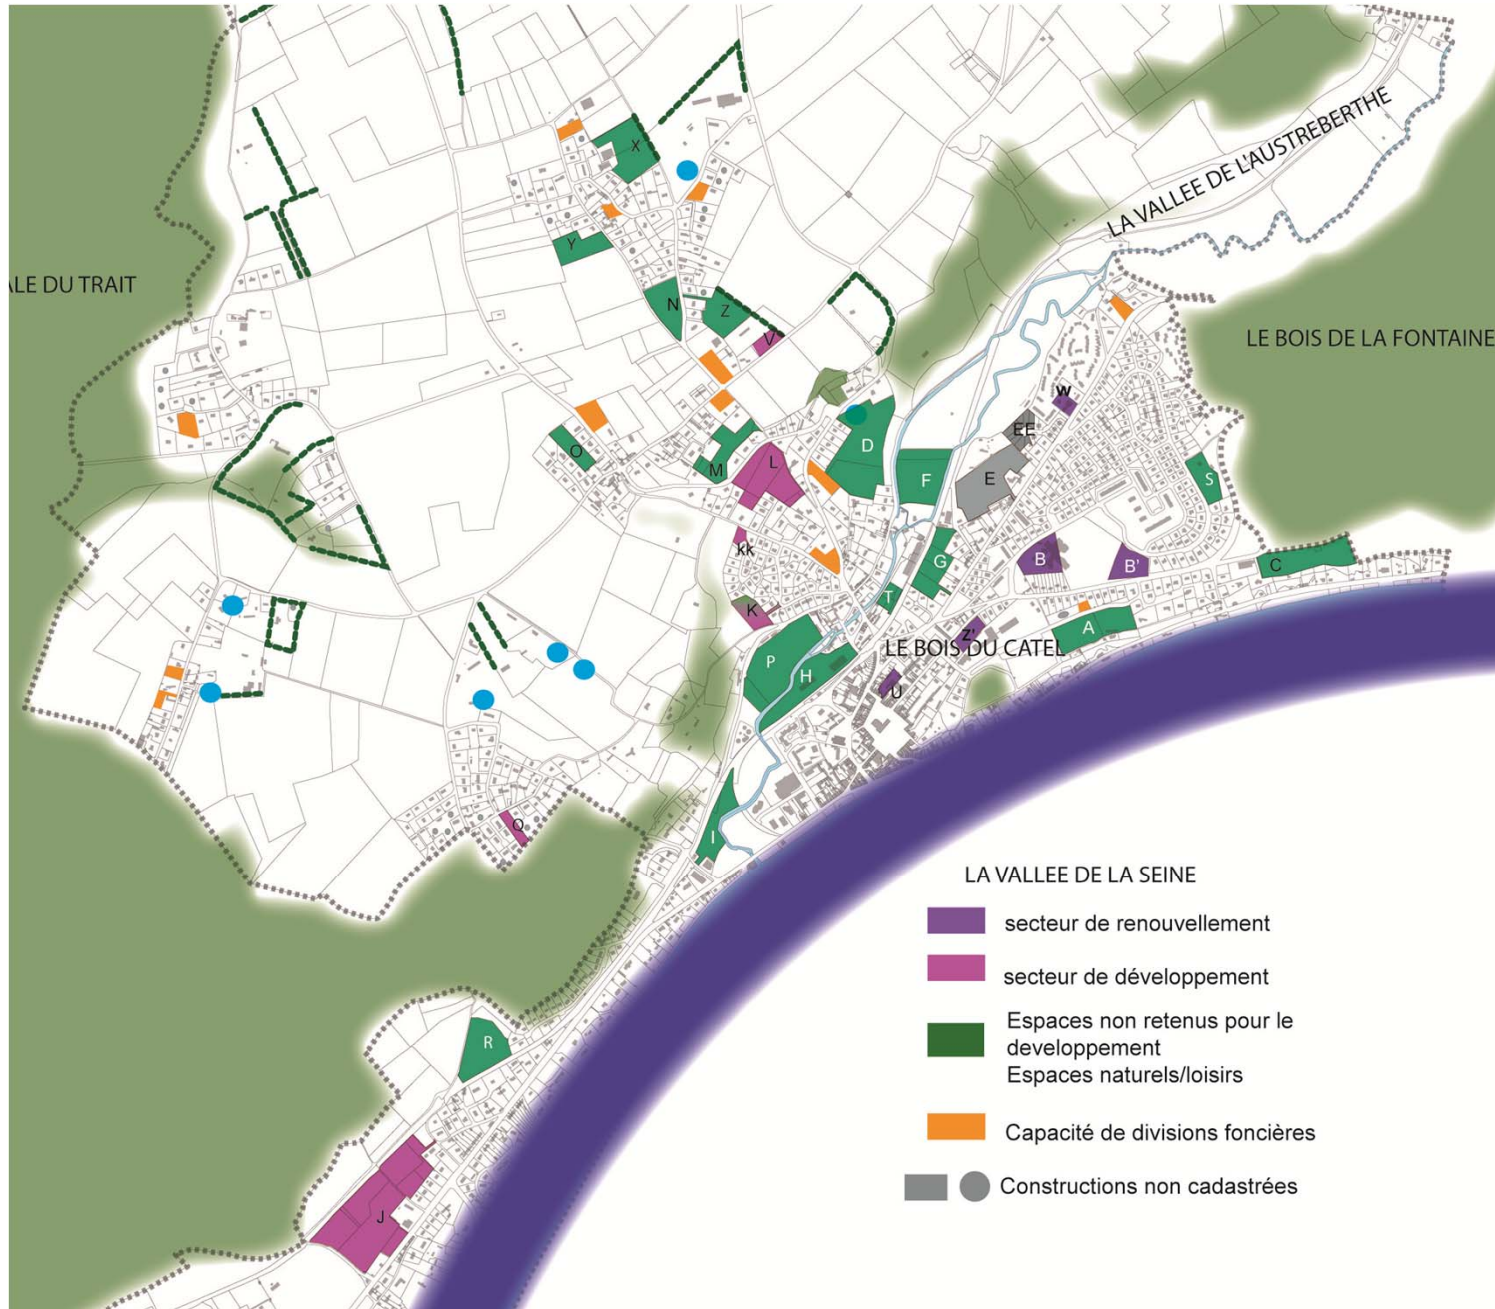 LA VALLEE DE L'AUSTREBERTHE
X
Y
ALE DU TRAIT
N
Z
V
LE BOIS DE LA FONTAINE
W
EE
O
M
L
D
F
E
S
kk
G
B
B'
C
K
T
A
Z'
LE BOIS DU CATEL
P
H
U
Q
I
LA VALLEE DE LA SEINE
secteur de renouvellement
secteur de développement
Espaces non retenus pour le
developpement
Espaces naturels/loisirs
R
Capacité de divisions foncières
Constructions non cadastrées
J